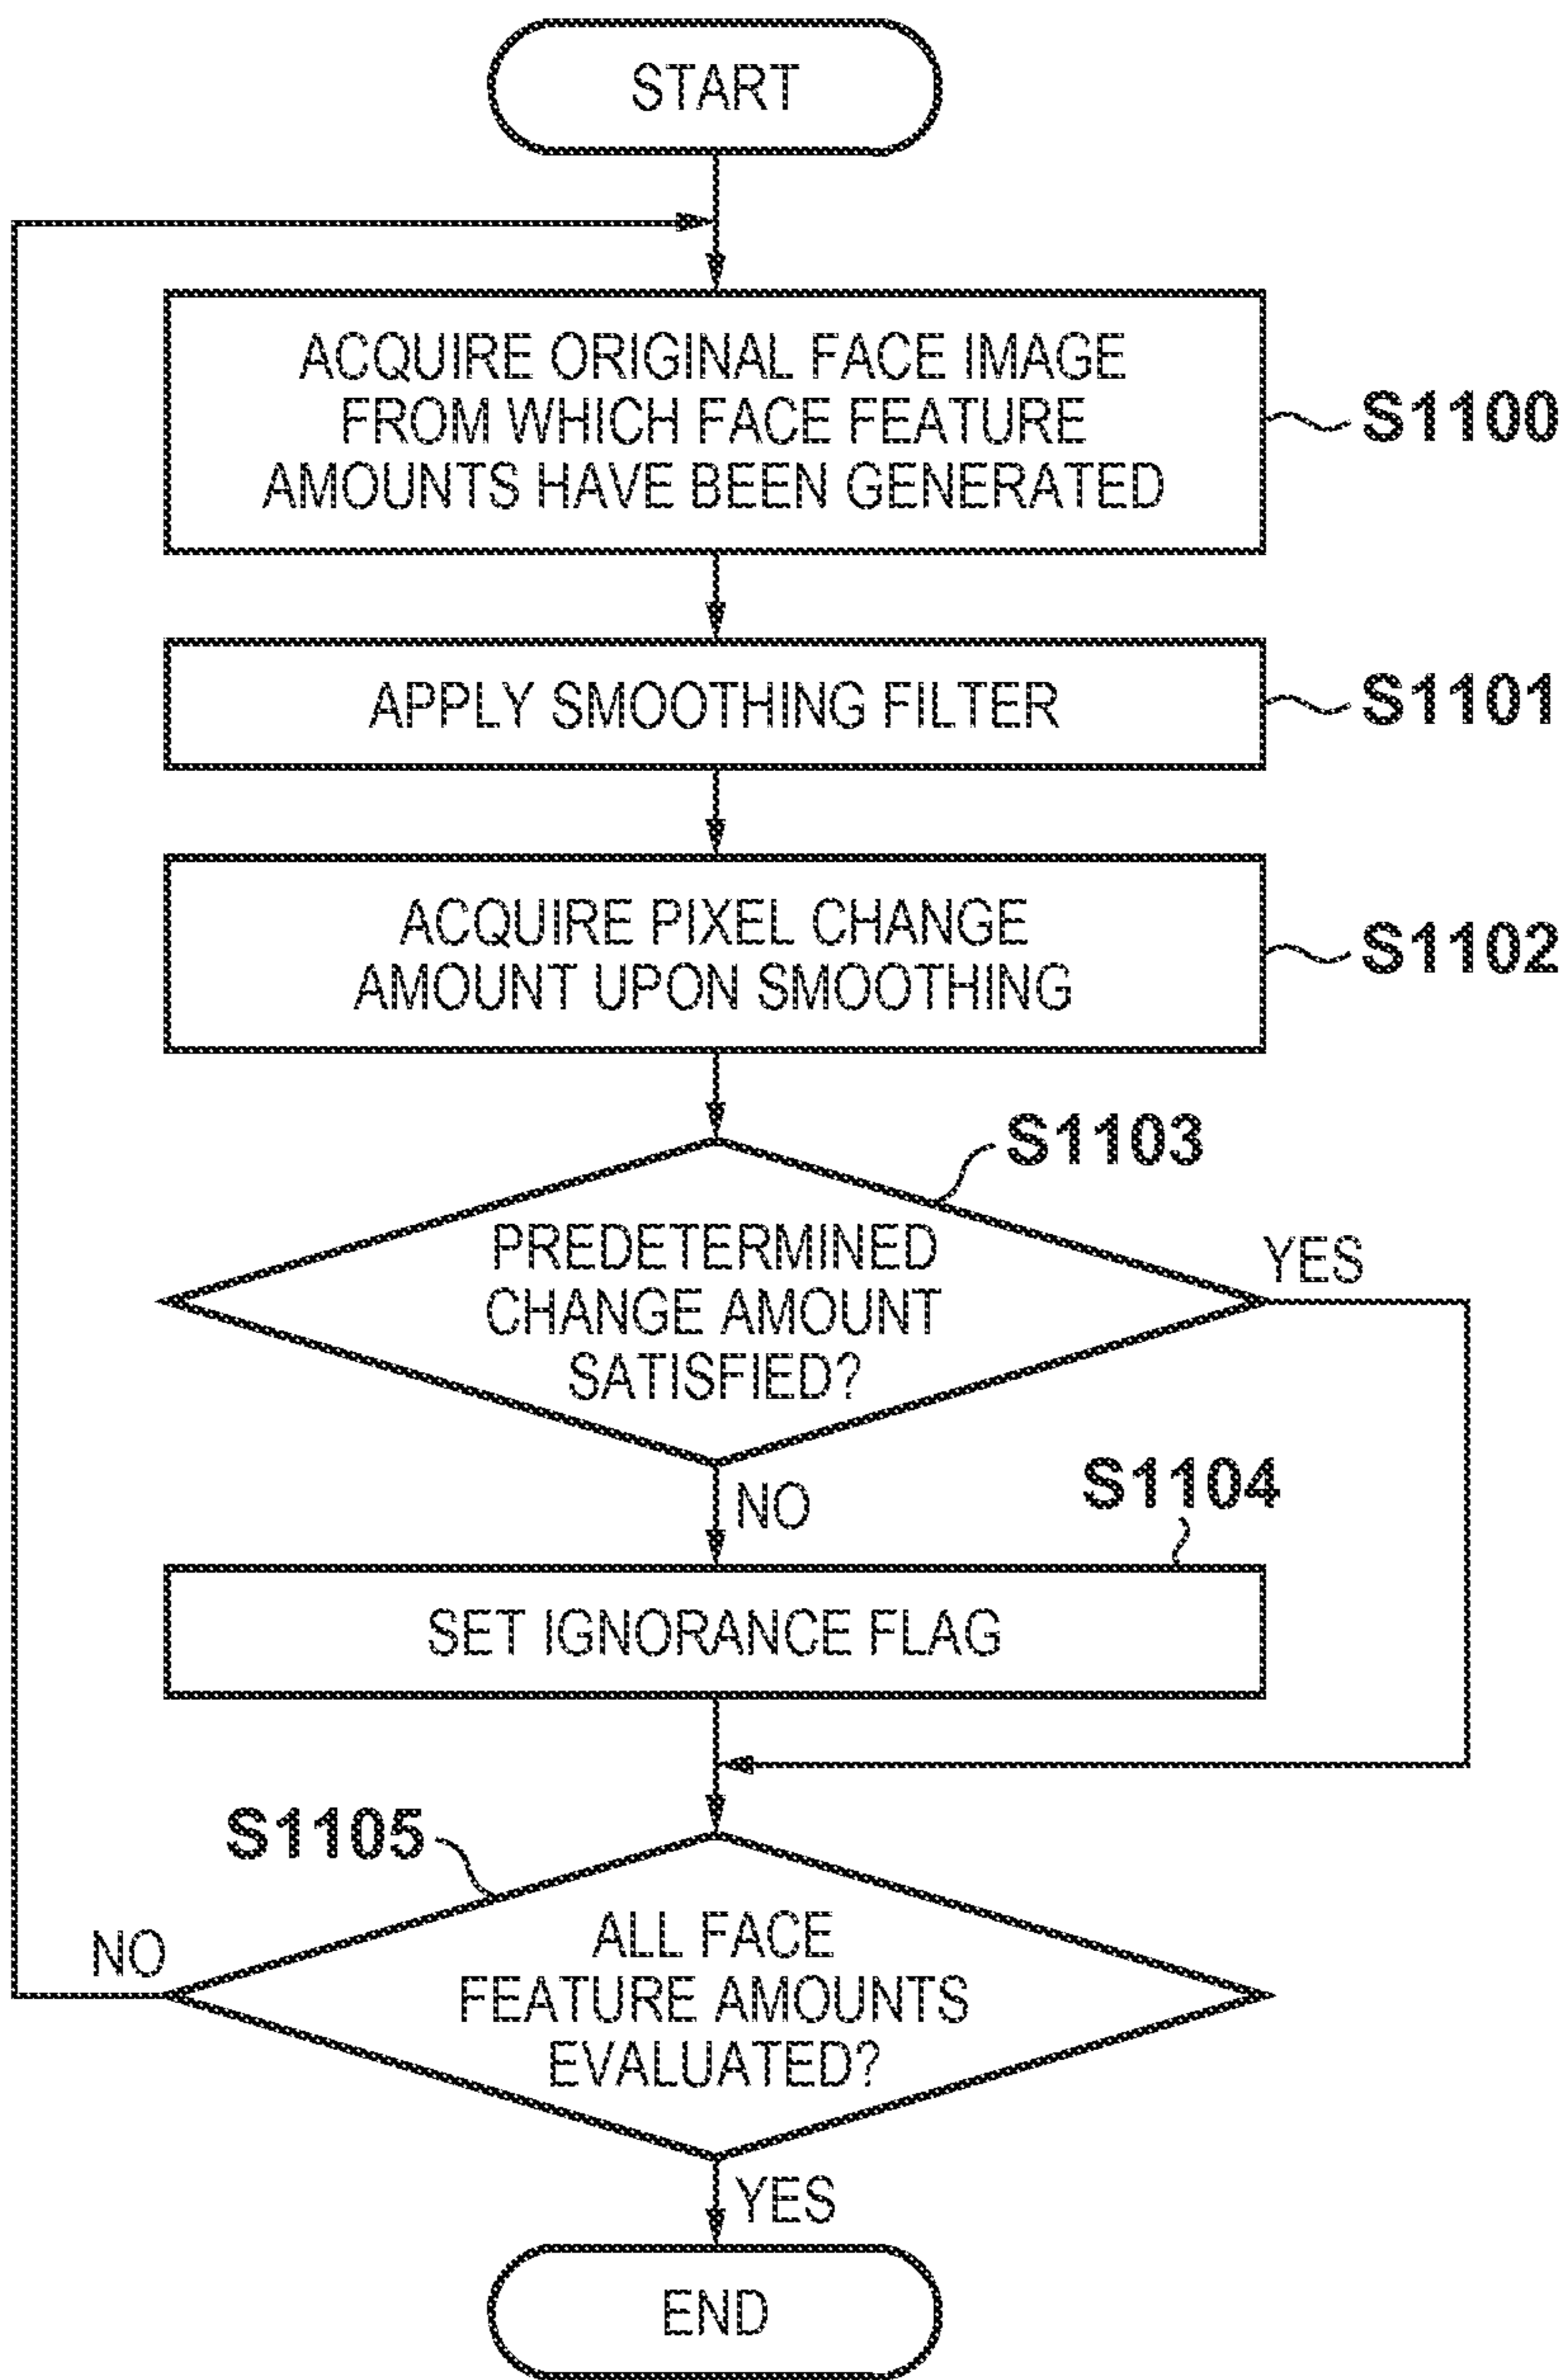 START
ACQUIRE ORIGINAL FACE IMAGE
FROM WHICH FACE FEATURE
AMOUNTS HAVE BEEN GENERATED
S1100
APPLY SMOOTHING FILTER
S1101
ACQUIRE PIXEL CHANGE
AMOUNT UPON SMOOTHING
S1102
S1103
PREDETERMINED
CHANGE AMOUNT
SATISFIED?
YES
NO
S1104
SET IGNORANCE FLAG
S1105
ALL FACE
FEATURE AMOUNTS
EVALUATED?
NO
YES
END